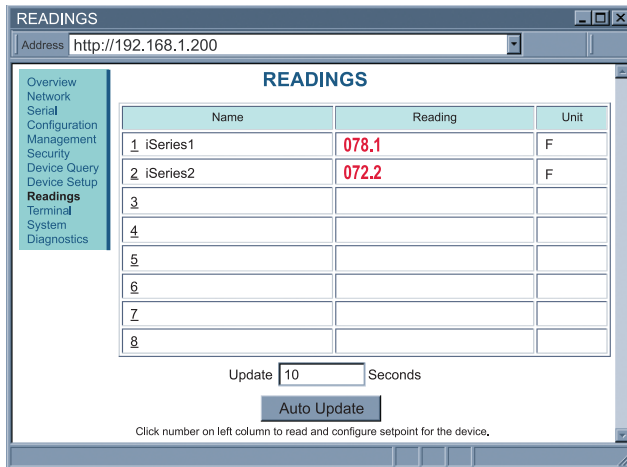 READINGS
Address http://192.168.1.200
Overview
Network
Serial
Configuration
Management
Security
Device Query
Device Setup
Readings
Terminal
System
Diagnostics
READINGS
Name Reading Unit
1 iSeries1 078.1 F
2 iSeries2 072.2 F
3
4
5
6
7
8
Update 10 Seconds
Auto Update
Click number on left column to read and configure setpoint for the device.